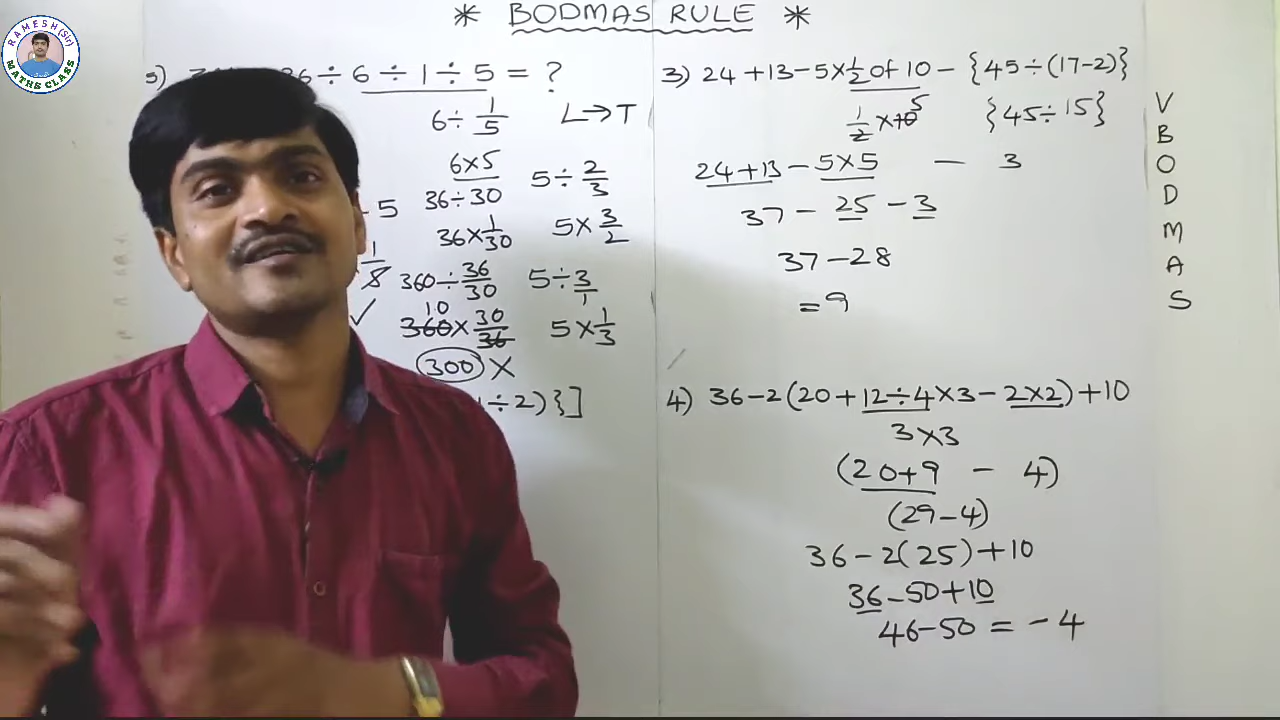 * BODMAS RULE *
RAMESH (Sir)
MATHS CLASS
5) 36 ÷ 6 ÷ 1 ÷ 5 = ?
6 ÷ 1/5 L → T
6×5
36 ÷ 30 5 ÷ 2/3
5
36 × 1/30 5 × 3/2
1/8 360 ÷ 36/30 5 ÷ 3/1
10
✓ 360 × 30/36 5 × 1/3
300 ×
÷ 2)}]
3) 24 + 13 − 5 × 1/2 of 10 − {45 ÷ (17 − 2)}
1/2 × 10 5 {45 ÷ 15}
24 + 13 − 5×5 − 3
37 − 25 − 3
37 − 28
= 9
4) 36 − 2(20 + 12 ÷ 4 × 3 − 2×2) + 10
3×3
(20+9 − 4)
(29 − 4)
36 − 2(25) + 10
36 − 50 + 10
46 − 50 = − 4
V
B
O
D
M
A
S